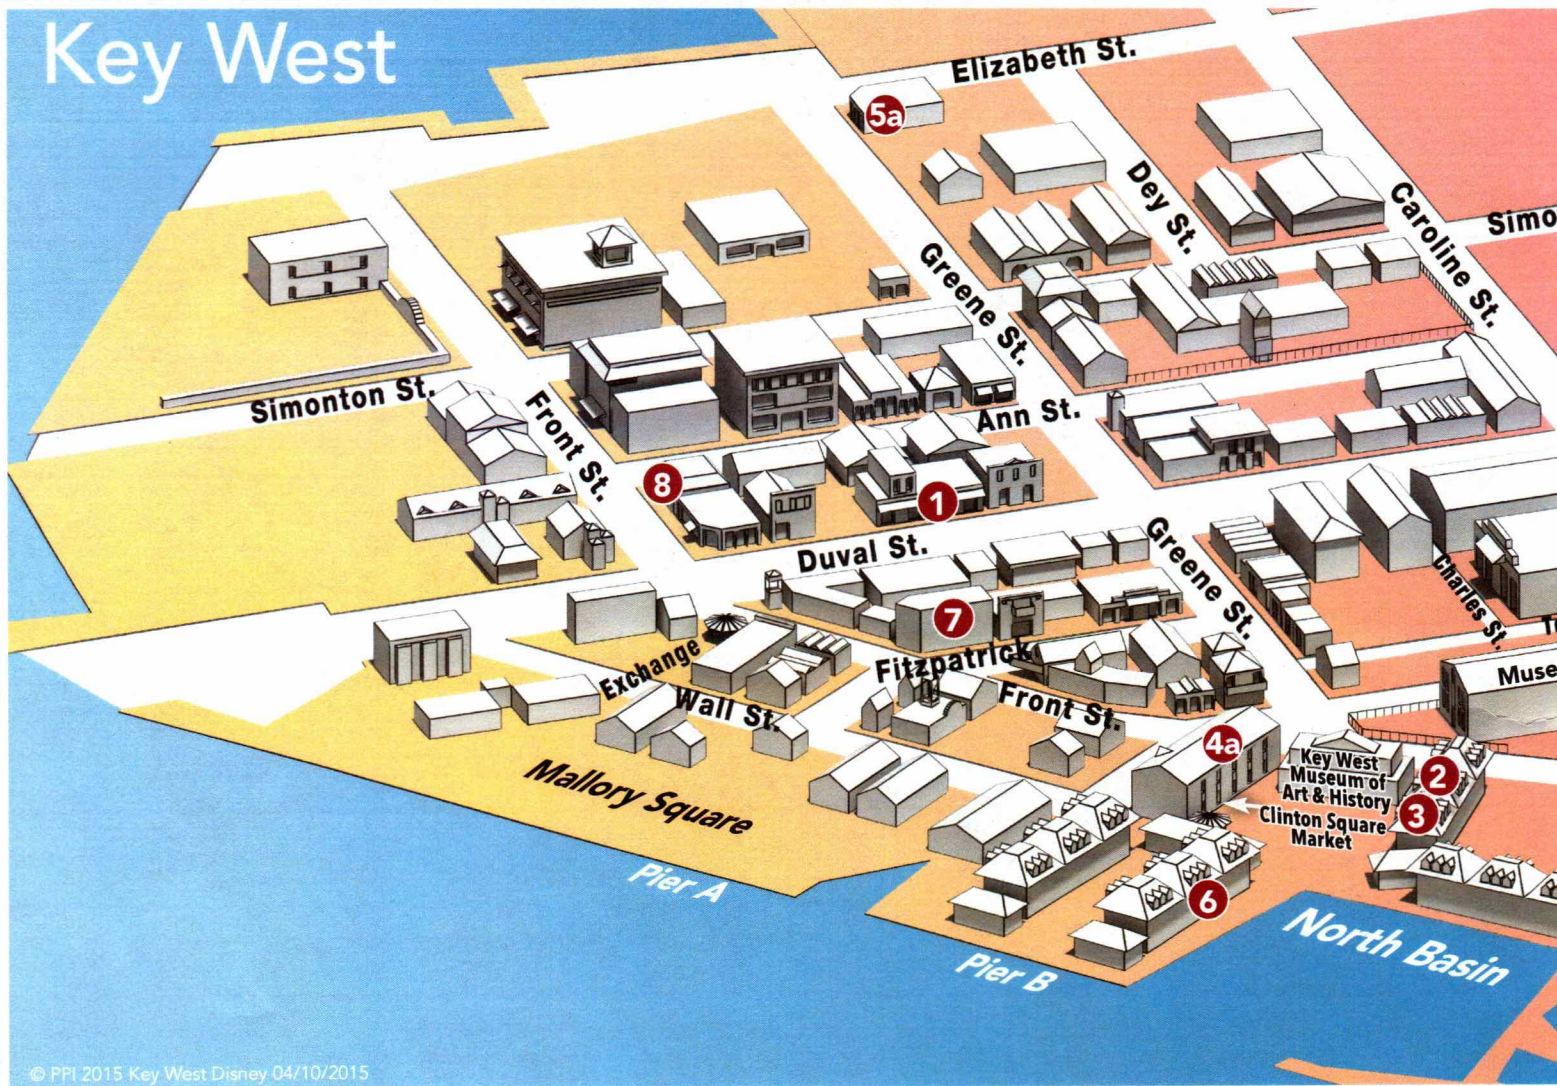 Key West
Elizabeth St.
5a
Dey St.
Caroline St.
Simo
Greene St.
Simonton St.
Front St.
Ann St.
8
1
Duval St.
Greene St.
Charles St.
7
Fitzpatrick
Exchange
Wall St.
Front St.
Muse
4a
Key West
Museum of
Art & History
2
3
Clinton Square
Market
Mallory Square
Pier A
6
Pier B
North Basin
© PPI 2015 Key West Disney 04/10/2015